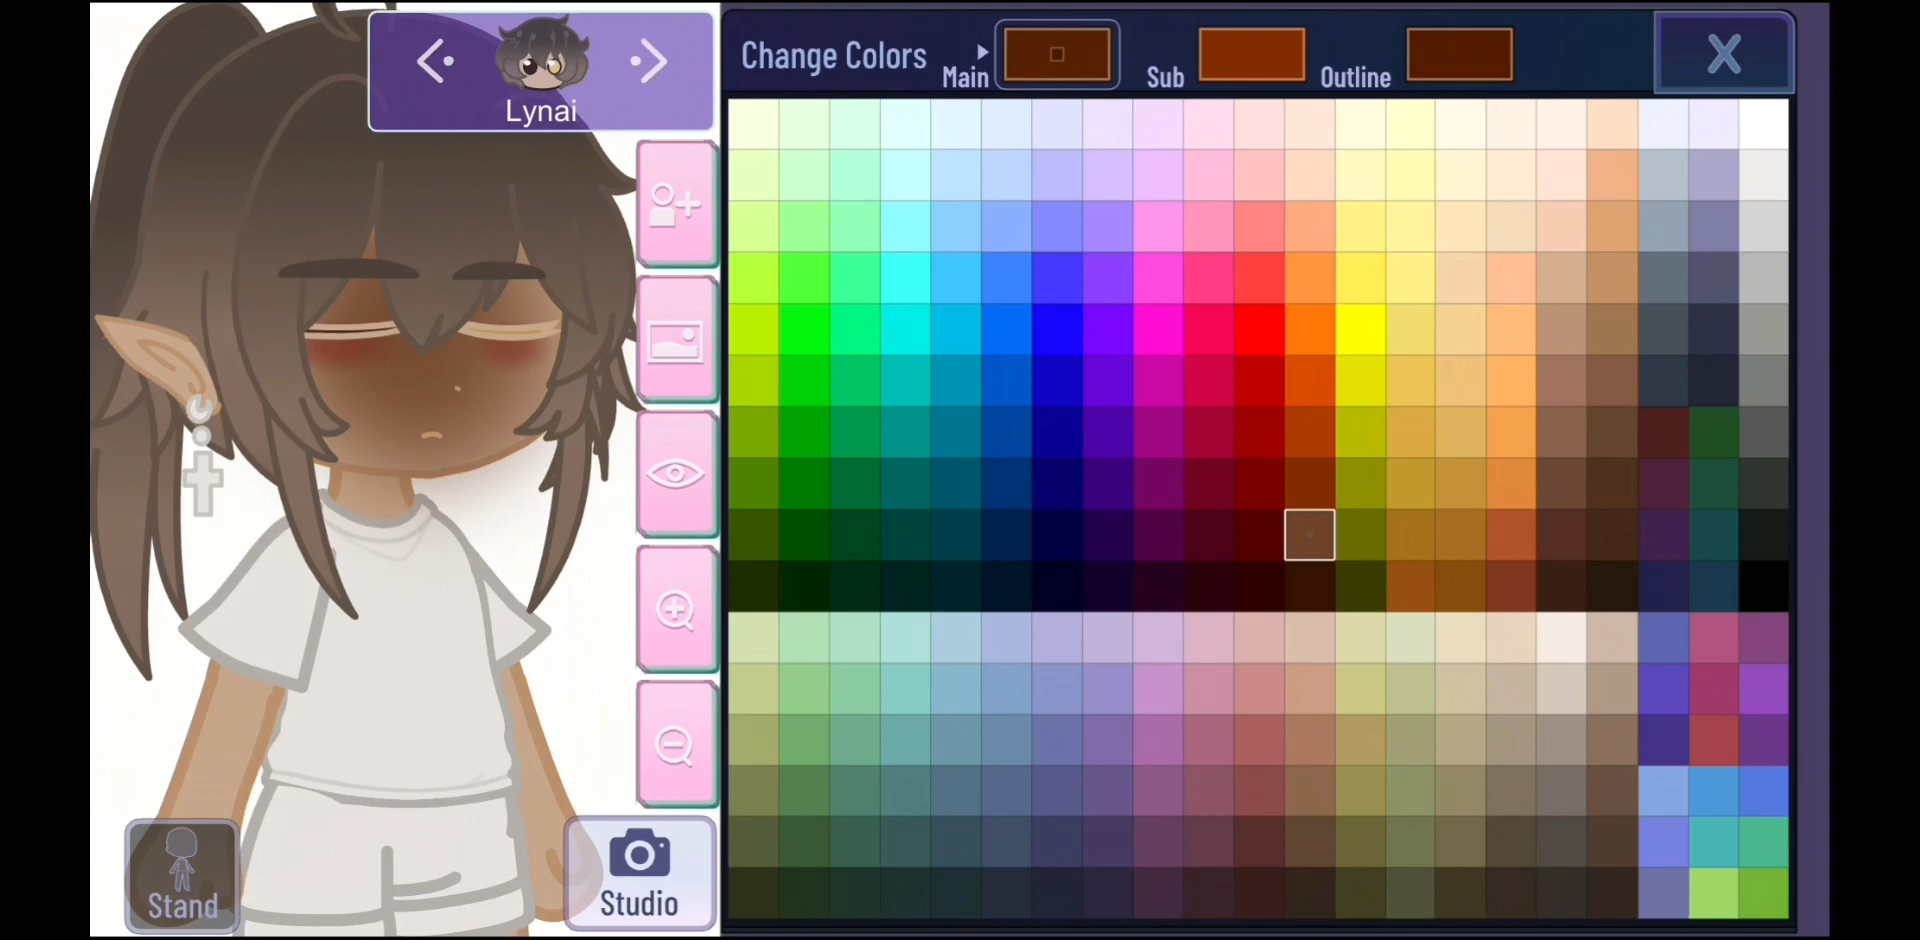 Lynai
Change Colors
Main
Sub
Outline
X
Stand
Studio